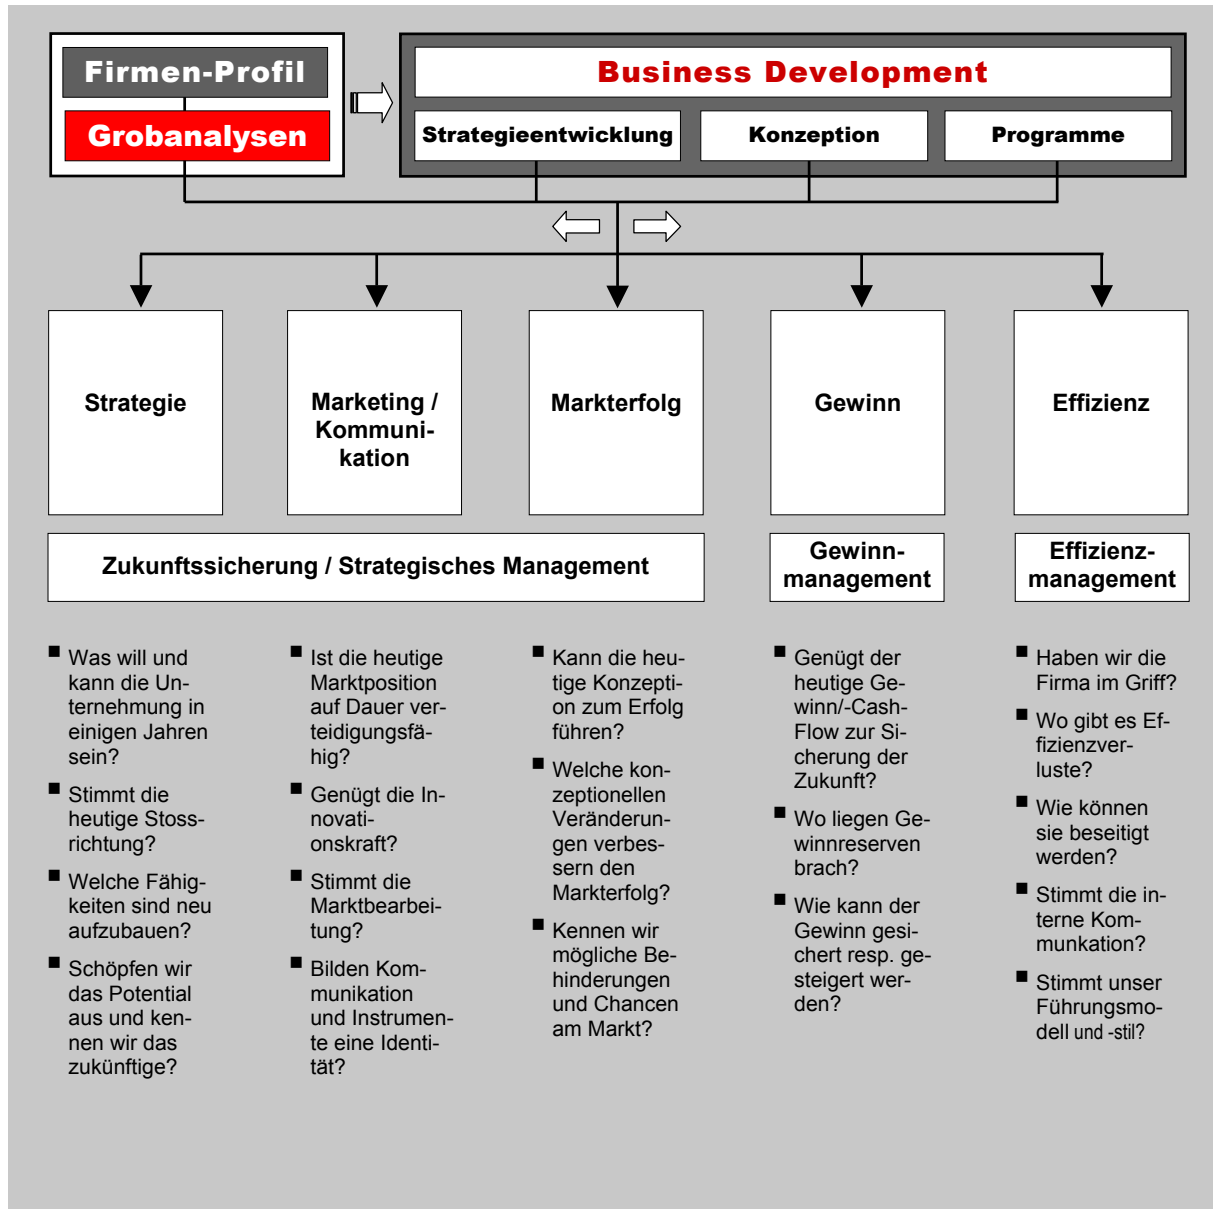 Firmen-Profil
Grobanalysen
Business Development
Strategieentwicklung
Konzeption
Programme
Strategie
Marketing /
Kommuni-
kation
Markterfolg
Gewinn
Effizienz
Zukunftssicherung / Strategisches Management
Gewinn-
management
Effizienz-
management
■ Was will und
kann die Un-
ternehmung in
einigen Jahren
sein?
■ Stimmt die
heutige Stoss-
richtung?
■ Welche Fähig-
keiten sind neu
aufzubauen?
■ Schöpfen wir
das Potential
aus und ken-
nen wir das
zukünftige?
■ Ist die heutige
Marktposition
auf Dauer ver-
teidigungsfä-
hig?
■ Genügt die In-
novati-
onskraft?
■ Stimmt die
Marktbearbei-
tung?
■ Bilden Kom-
munikation
und Instrumen-
te eine Identi-
tät?
■ Kann die heu-
tige Konzepti-
on zum Erfolg
führen?
■ Welche kon-
zeptionellen
Veränderun-
gen verbes-
sern den
Markterfolg?
■ Kennen wir
mögliche Be-
hinderungen
und Chancen
am Markt?
■ Genügt der
heutige Ge-
winn/-Cash-
Flow zur Si-
cherung der
Zukunft?
■ Wo liegen Ge-
winnreserven
brach?
■ Wie kann der
Gewinn gesi-
chert resp. ge-
steigert wer-
den?
■ Haben wir die
Firma im Griff?
■ Wo gibt es Ef-
fizienzver-
luste?
■ Wie können
sie beseitigt
werden?
■ Stimmt die in-
terne Kom-
munkation?
■ Stimmt unser
Führungsmo-
dell und -stil?